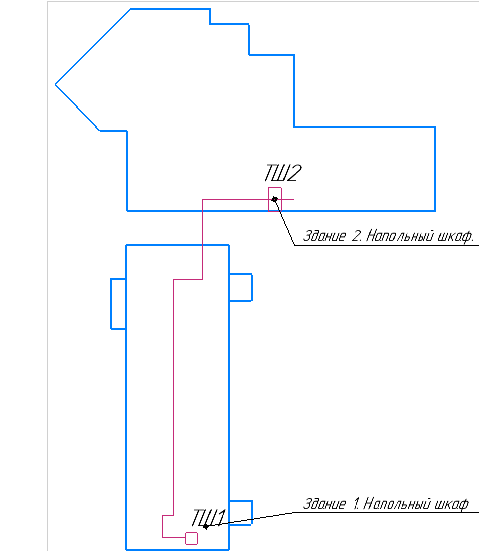 ТШ2
Здание 2. Напольный шкаф.
Здание 1. Напольный шкаф
ТШ1